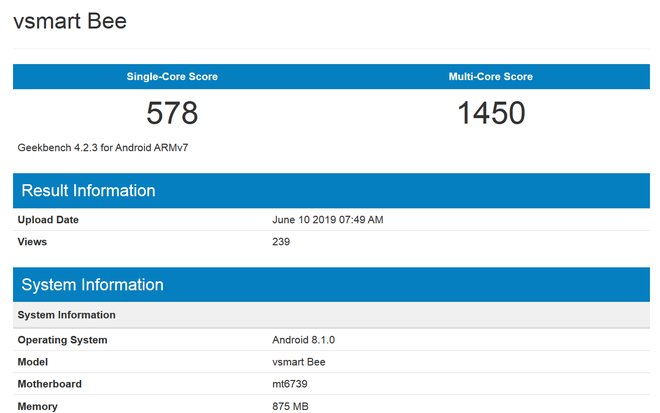 vsmart Bee
Single-Core Score Multi-Core Score
578 1450
Geekbench 4.2.3 for Android ARMv7
Result Information
Upload Date June 10 2019 07:49 AM
Views 239
System Information
System Information
Operating System Android 8.1.0
Model vsmart Bee
Motherboard mt6739
Memory 875 MB